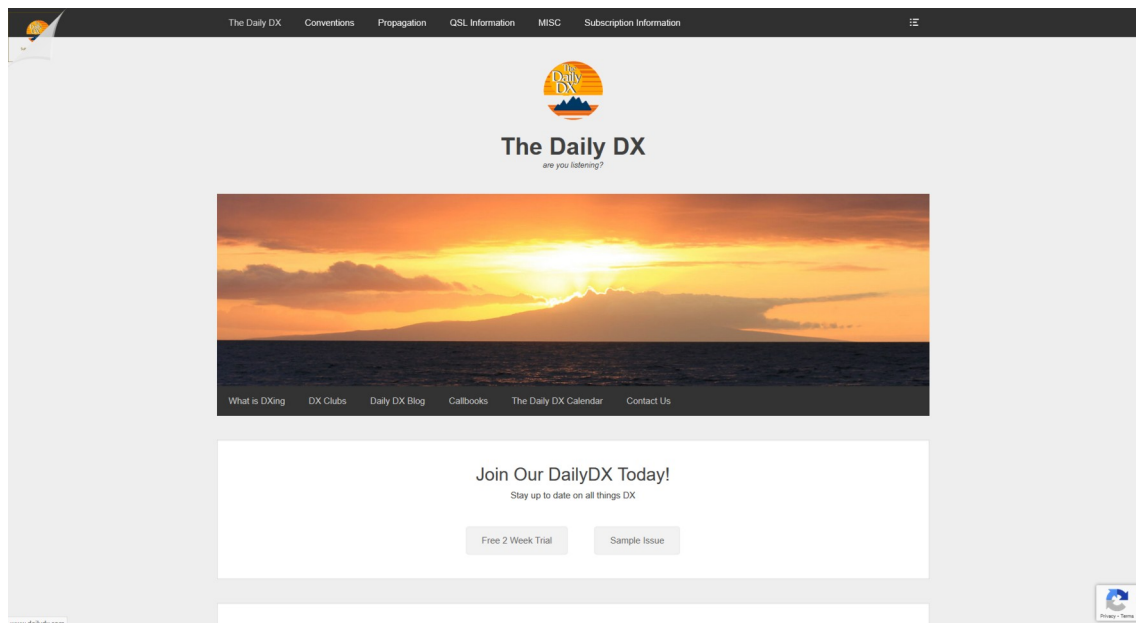 The Daily DX Conventions Propagation QSL Information MISC Subscription Information
The
Daily
DX
The Daily DX
are you listening?
What is DXing DX Clubs Daily DX Blog Callbooks The Daily DX Calendar Contact Us
Join Our DailyDX Today!
Stay up to date on all things DX
Free 2 Week Trial Sample Issue
Privacy - Terms